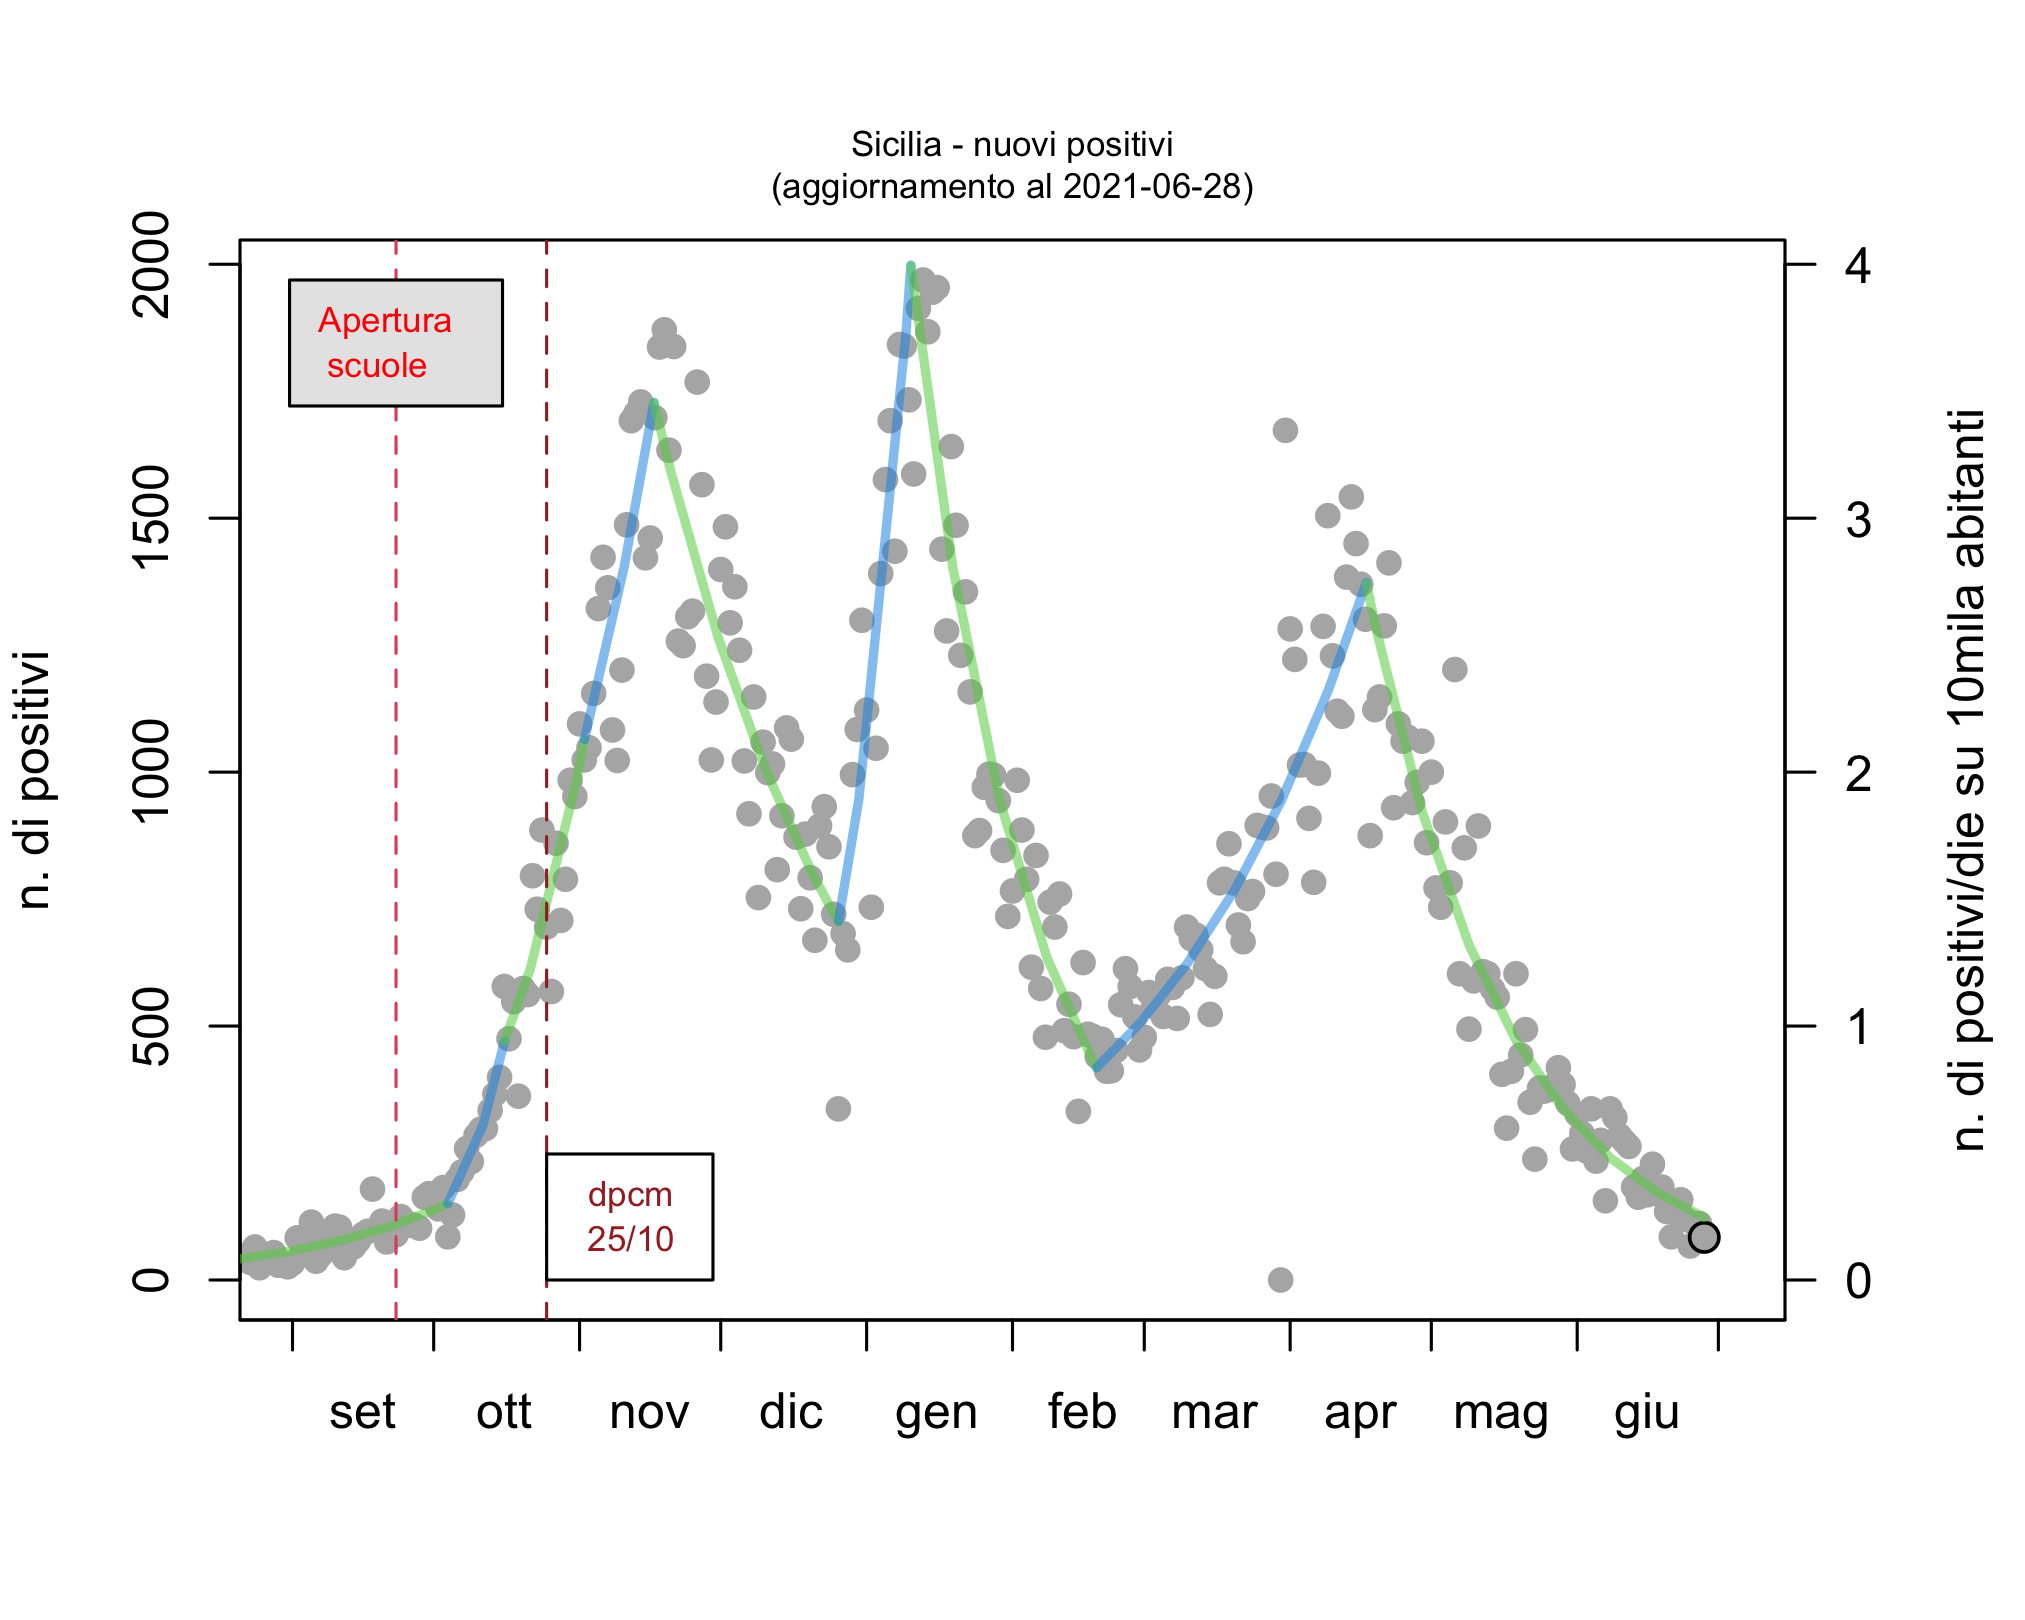 Sicilia - nuovi positivi
(aggiornamento al 2021-06-28)
n. di positivi
0
500
1000
1500
2000
Apertura
scuole
dpcm
25/10
set
ott
nov
dic
gen
feb
mar
apr
mag
giu
0
1
2
3
4
n. di positivi/die su 10mila abitanti